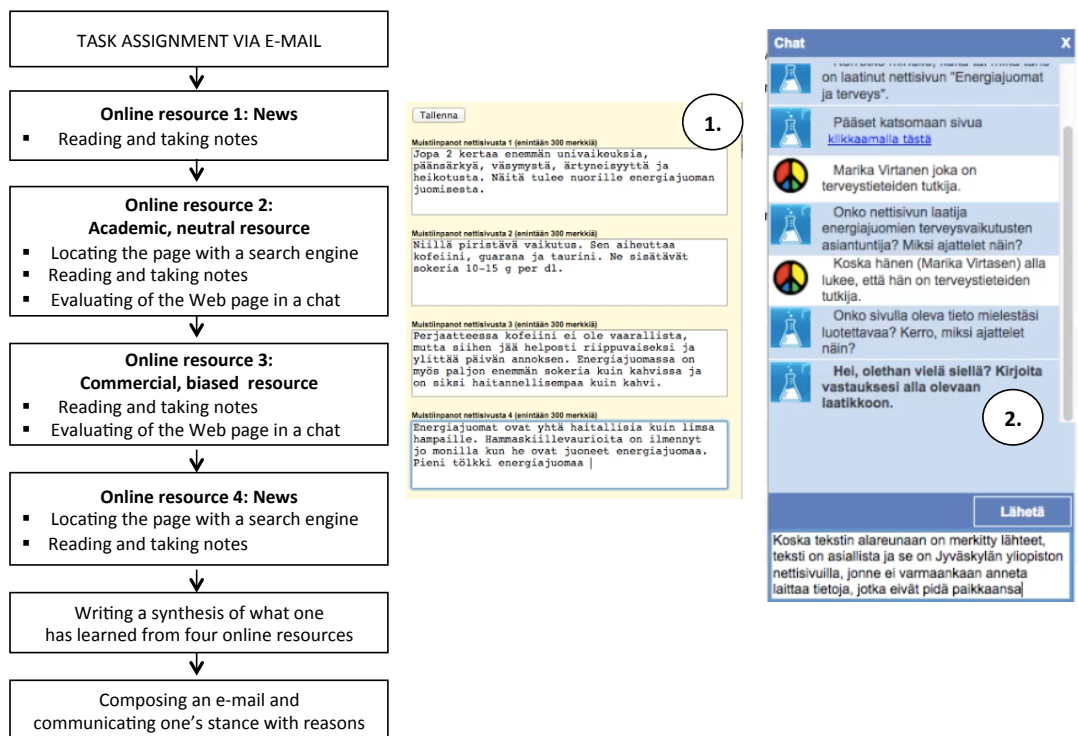 TASK ASSIGNMENT VIA E-MAIL
Online resource 1: News
▪ Reading and taking notes
Online resource 2:
Academic, neutral resource
▪ Locating the page with a search engine
▪ Reading and taking notes
▪ Evaluating of the Web page in a chat
Online resource 3:
Commercial, biased resource
▪ Reading and taking notes
▪ Evaluating of the Web page in a chat
Online resource 4: News
▪ Locating the page with a search engine
▪ Reading and taking notes
Writing a synthesis of what one
has learned from four online resources
Composing an e-mail and
communicating one's stance with reasons
Tallenna
1.
Muistiinpanot nettisivusta 1 (enintään 300 merkkiä)
Jopa 2 kertaa enemmän univaikeuksia,
päänsärkyä, väsymystä, ärtyneisyyttä ja
heikotusta. Näitä tulee nuorille energiajuoman
juomisesta.
Muistiinpanot nettisivusta 2 (enintään 300 merkkiä)
Niillä piristävä vaikutus. Sen aiheuttaa
kofeiini, guarana ja tauriini. Ne sisätävät
sokeria 10-15 g per dl.
Muistiinpanot nettisivusta 3 (enintään 300 merkkiä)
Perjaatteessa kofeiini ei ole vaarallista,
mutta siihen jää helposti riippuvaiseksi ja
ylittää päivän annoksen. Energiajuomassa on
myös paljon enemmän sokeria kuin kahvissa ja
on siksi haitannellisempaa kuin kahvi.
Muistiinpanot nettisivusta 4 (enintään 300 merkkiä)
Energiajuomat ovat yhtä haitallisia kuin limsa
hampaille. Hammaskiillevaurioita on ilmennyt
jo monilla kun he ovat juoneet energiajuomaa.
Pieni tölkki energiajuomaa
Chat X
on laatinut nettisivun "Energiajuomat
ja terveys".
Pääset katsomaan sivua
klikkaamalla tästä
Marika Virtanen joka on
terveystieteiden tutkija.
Onko nettisivun laatija
energiajuomien terveysvaikutusten
asiantuntija? Miksi ajattelet näin?
Koska hänen (Marika Virtasen) alla
lukee, että hän on terveystieteiden
tutkija.
Onko sivulla oleva tieto mielestäsi
luotettavaa? Kerro, miksi ajattelet
näin?
Hei, olethan vielä siellä? Kirjoita
vastauksesi alla olevaan
laatikkoon.
2.
Lähetä
Koska tekstin alareunaan on merkitty lähteet,
teksti on asiallista ja se on Jyväskylän yliopiston
nettisivuilla, jonne ei varmaankaan anneta
laittaa tietoja, jotka eivät pidä paikkaansa